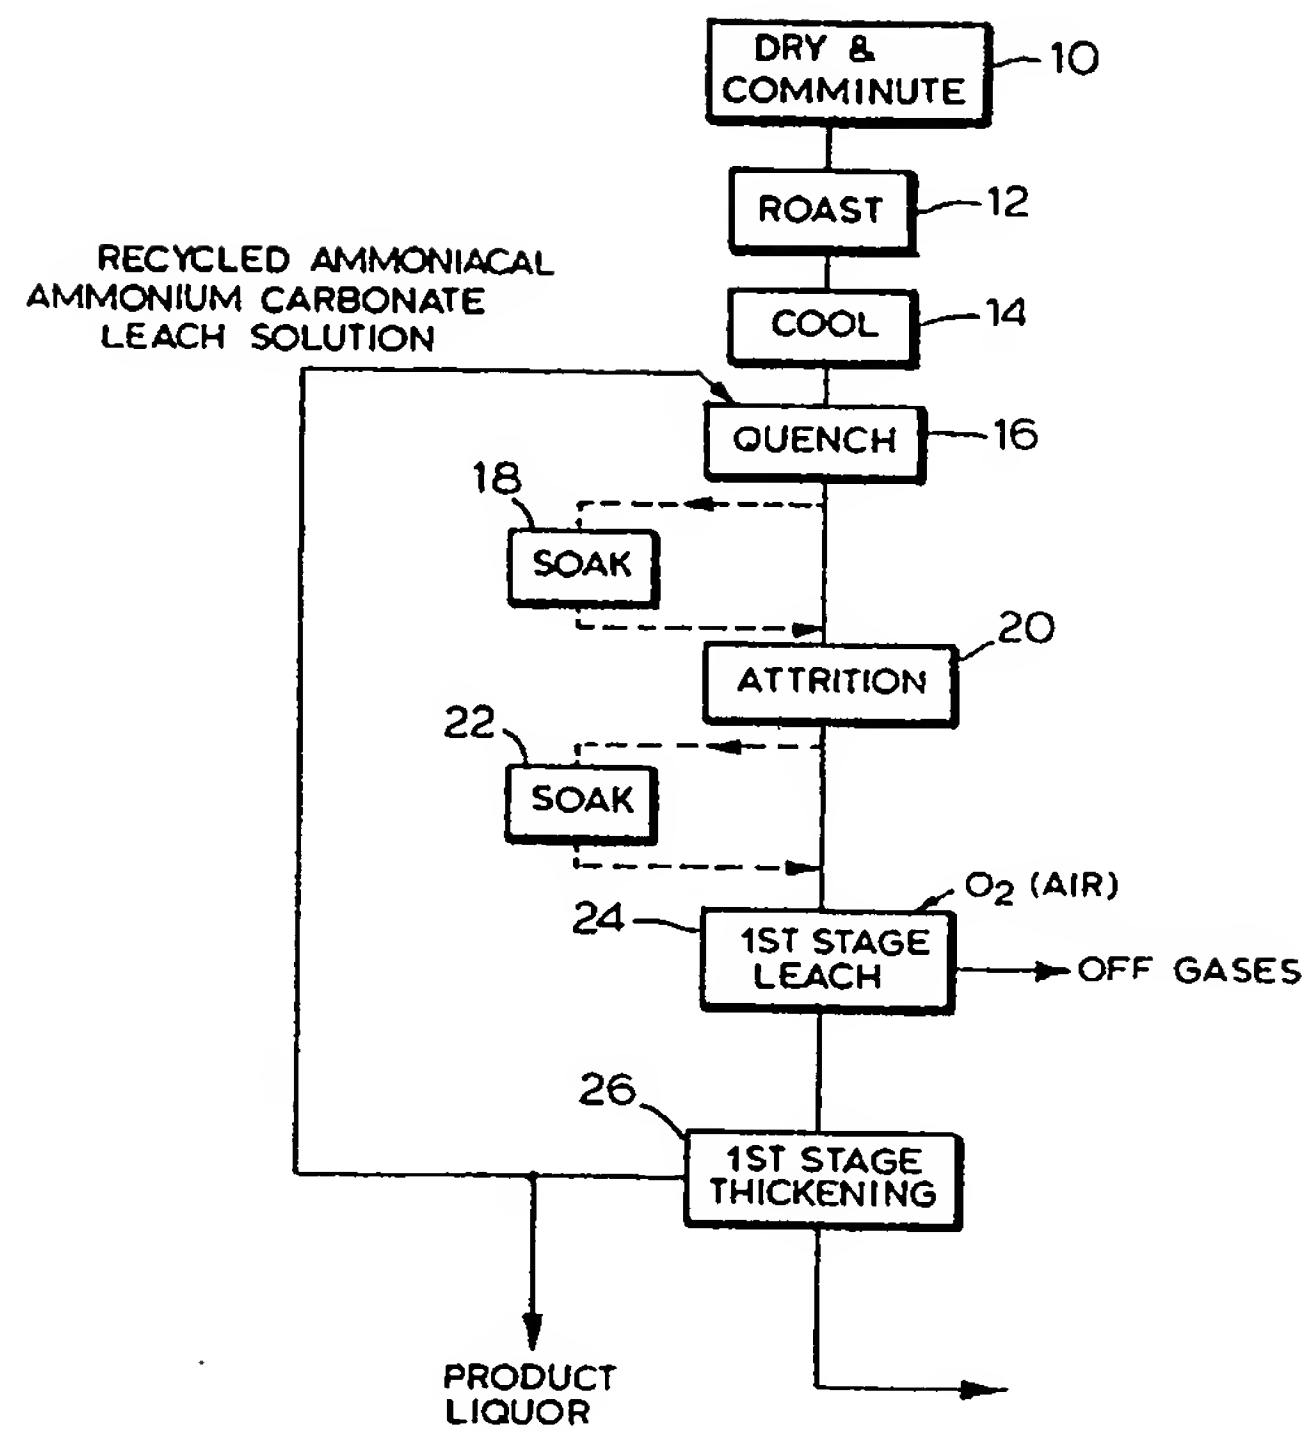 DRY &
COMMINUTE
10
ROAST
12
RECYCLED AMMONIACAL
AMMONIUM CARBONATE
LEACH SOLUTION
COOL
14
QUENCH
16
18
SOAK
20
ATTRITION
22
SOAK
O2 (AIR)
24
1ST STAGE
LEACH
OFF GASES
26
1ST STAGE
THICKENING
PRODUCT
LIQUOR